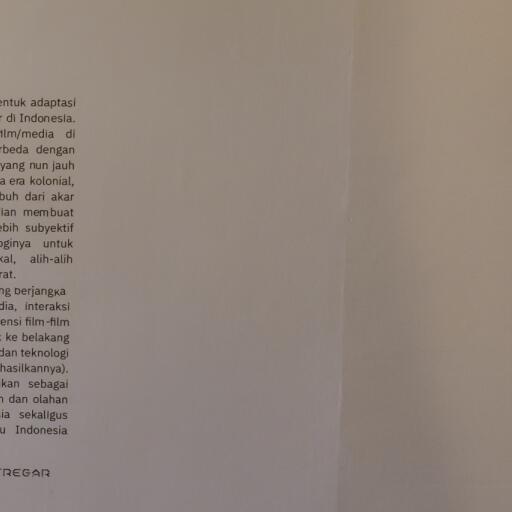 entuk adaptasi
r di Indonesia.
film/media di
rbeda dengan
yang nun jauh
a era kolonial,
buh dari akar
ian membuat
ebih subyektif
oginya untuk
kal, alih-alih
rat.
ng berjangka
dia, interaksi
ensi film-film
k ke belakang
dan teknologi
hasilkannya).
kan sebagai
n dan olahan
sia sekaligus
u Indonesia
TREGAR